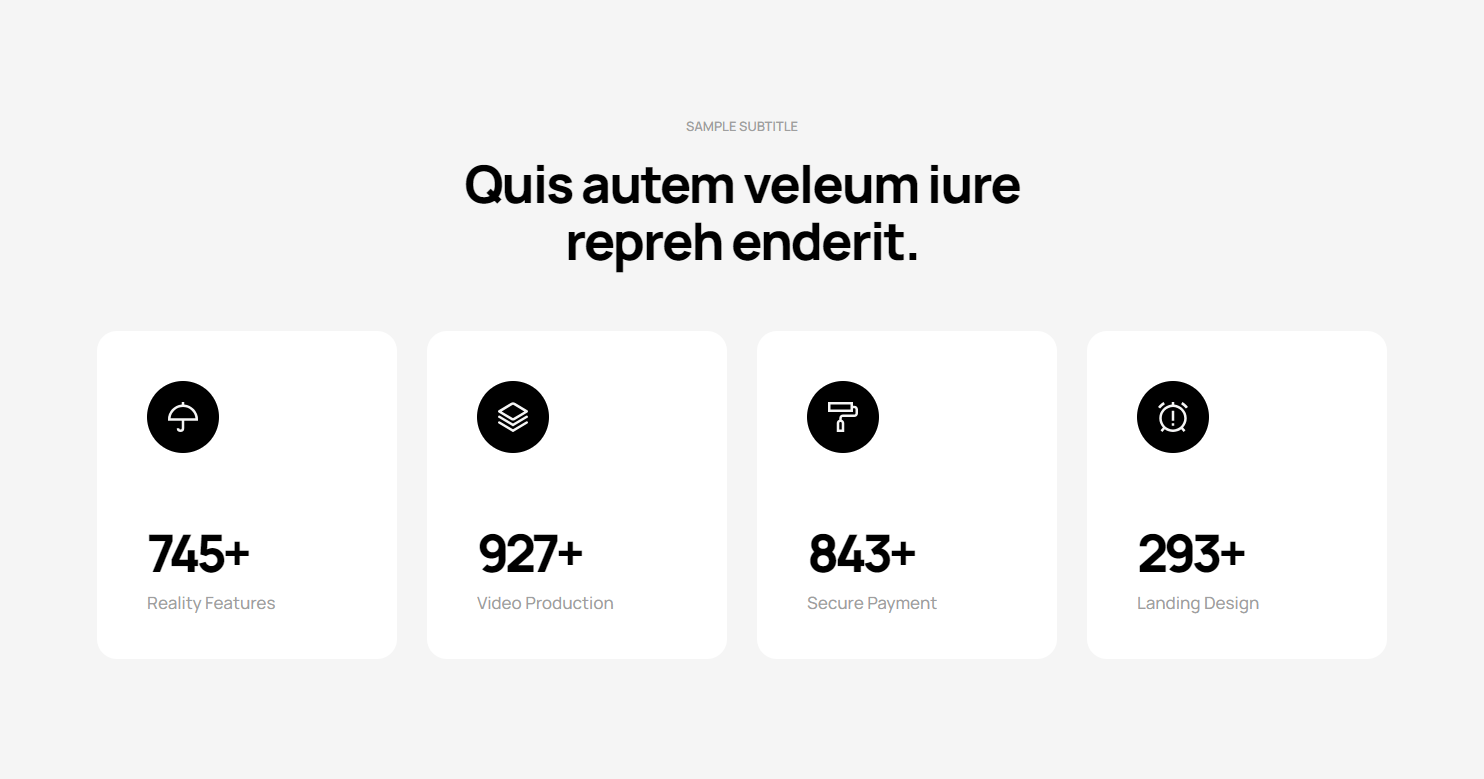 SAMPLE SUBTITLE
Quis autem veleum iure
repreh enderit.
745+
Reality Features
927+
Video Production
843+
Secure Payment
293+
Landing Design